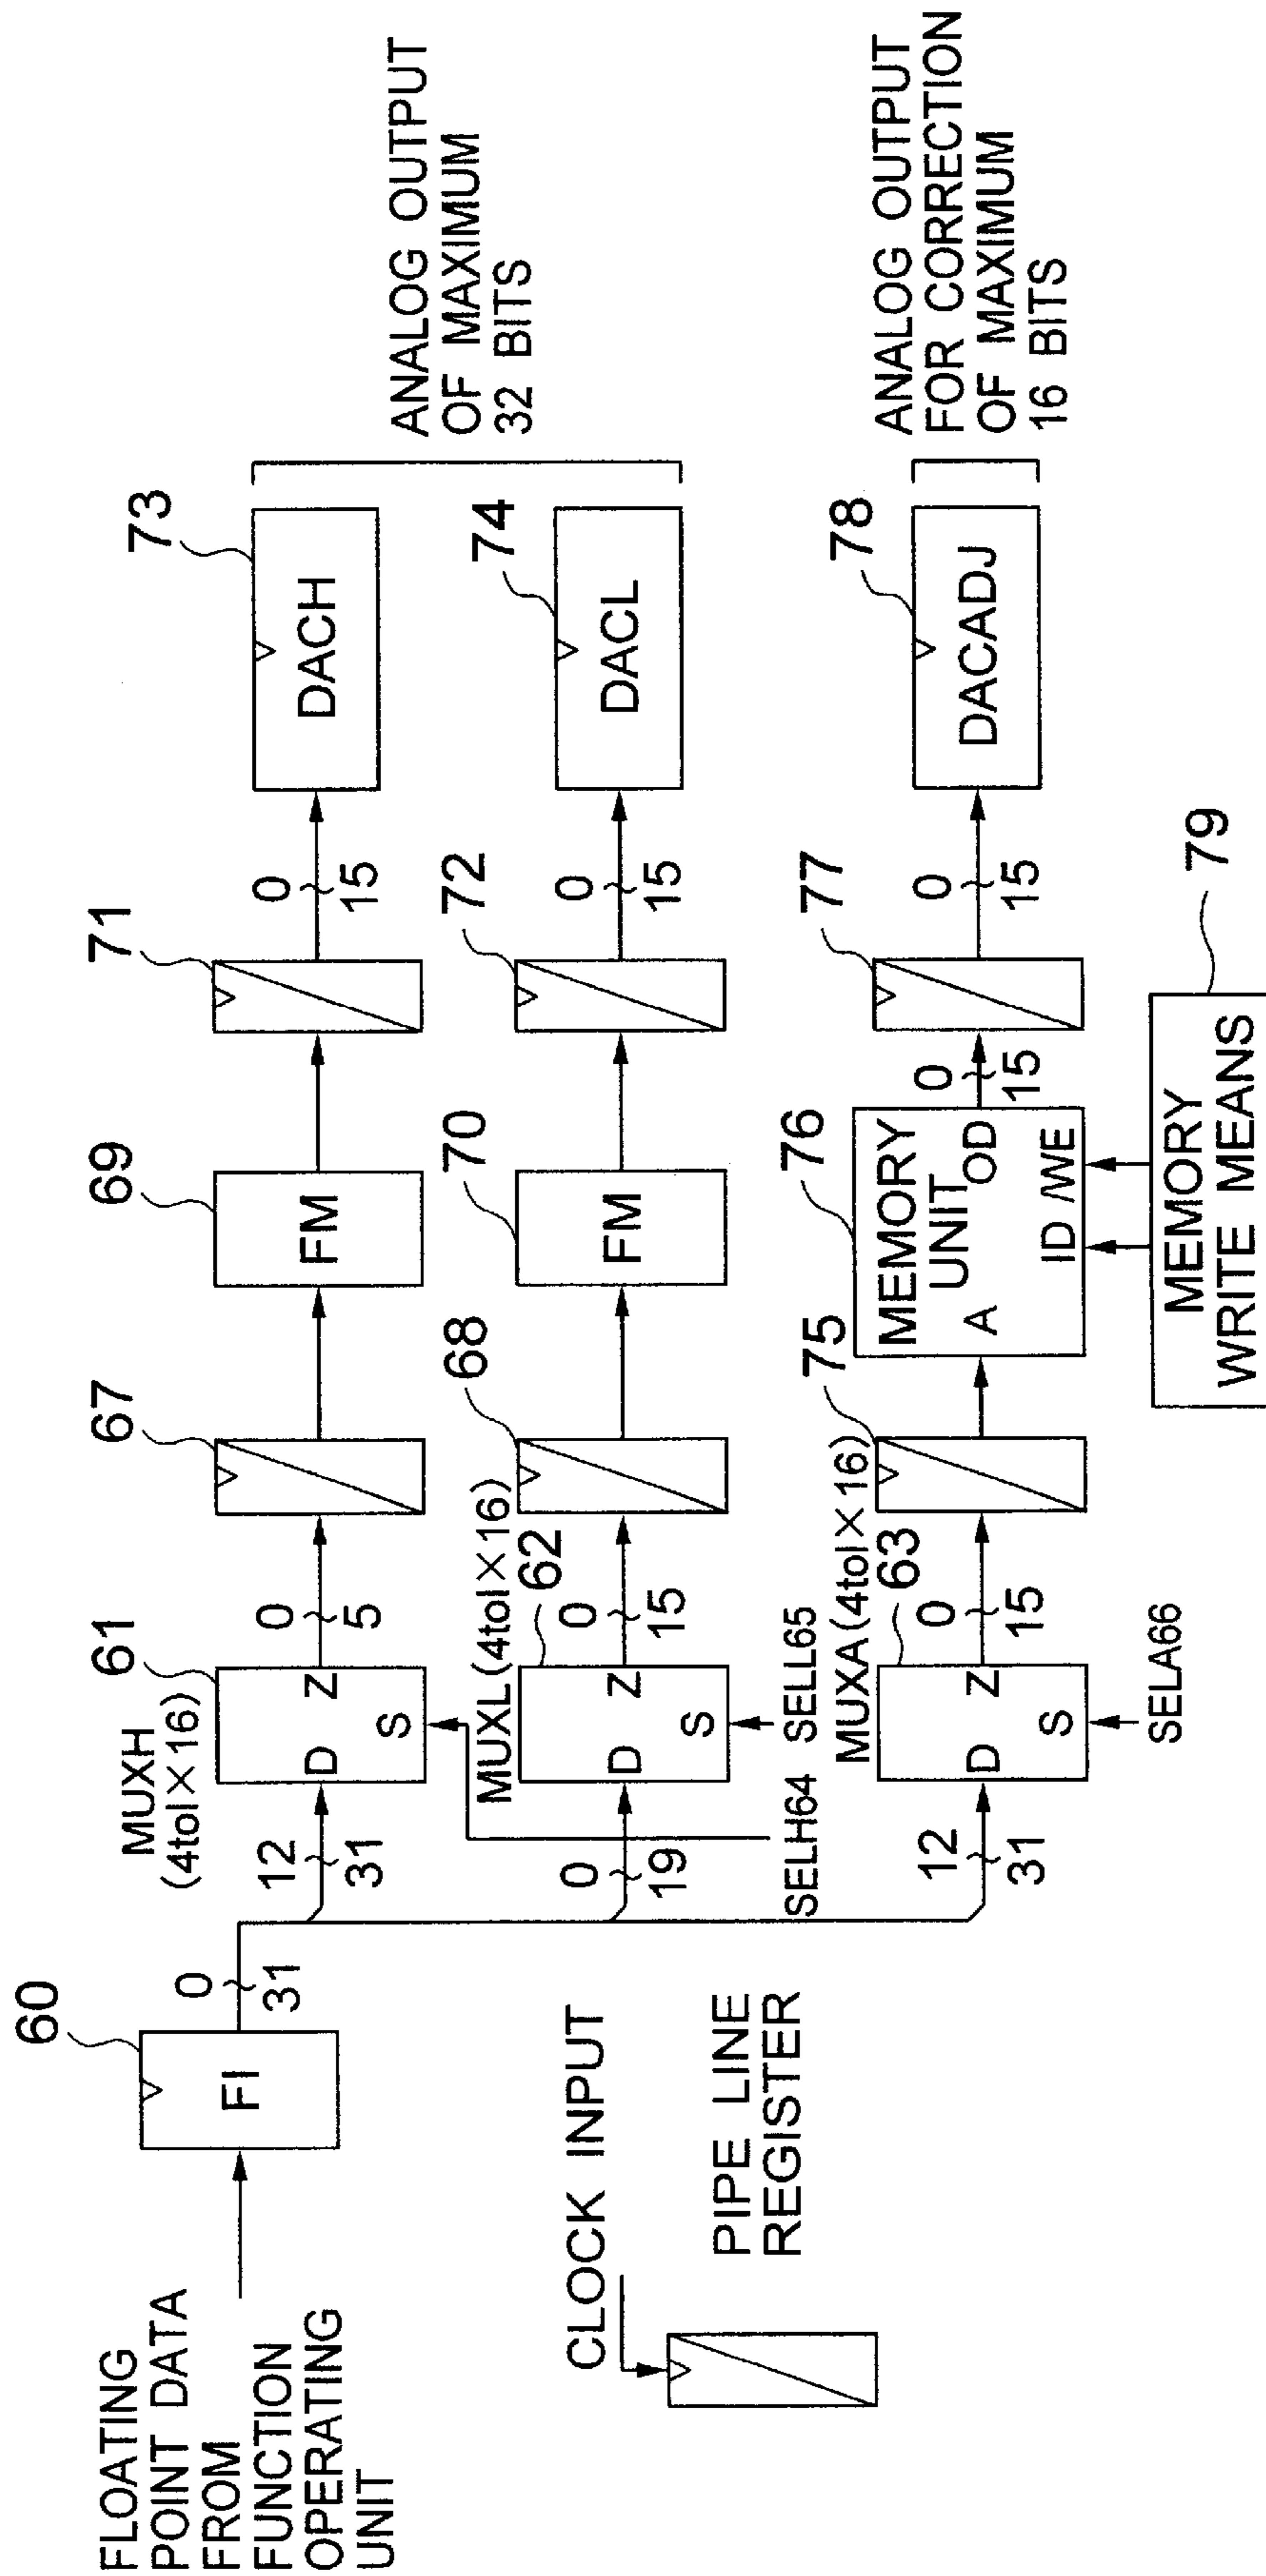 FLOATING
POINT DATA
FROM
FUNCTION
OPERATING
UNIT
60
FI
0
31
CLOCK INPUT
PIPE LINE
REGISTER
MUXH
(4tol×16)
61
12
31
D
Z
S
0
5
67
69
FM
71
0
15
73
DACH
ANALOG OUTPUT
OF MAXIMUM
32 BITS
MUXL(4tol×16)
62
0
19
D
Z
S
SELH64
SELL65
0
15
68
70
FM
72
0
15
74
DACL
MUXA(4tol×16)
63
12
31
D
Z
S
SELA66
0
15
75
76
MEMORY
UNIT
A
OD
ID
/WE
0
15
77
0
15
78
DACADJ
ANALOG OUTPUT
FOR CORRECTION
OF MAXIMUM
16 BITS
79
MEMORY
WRITE MEANS